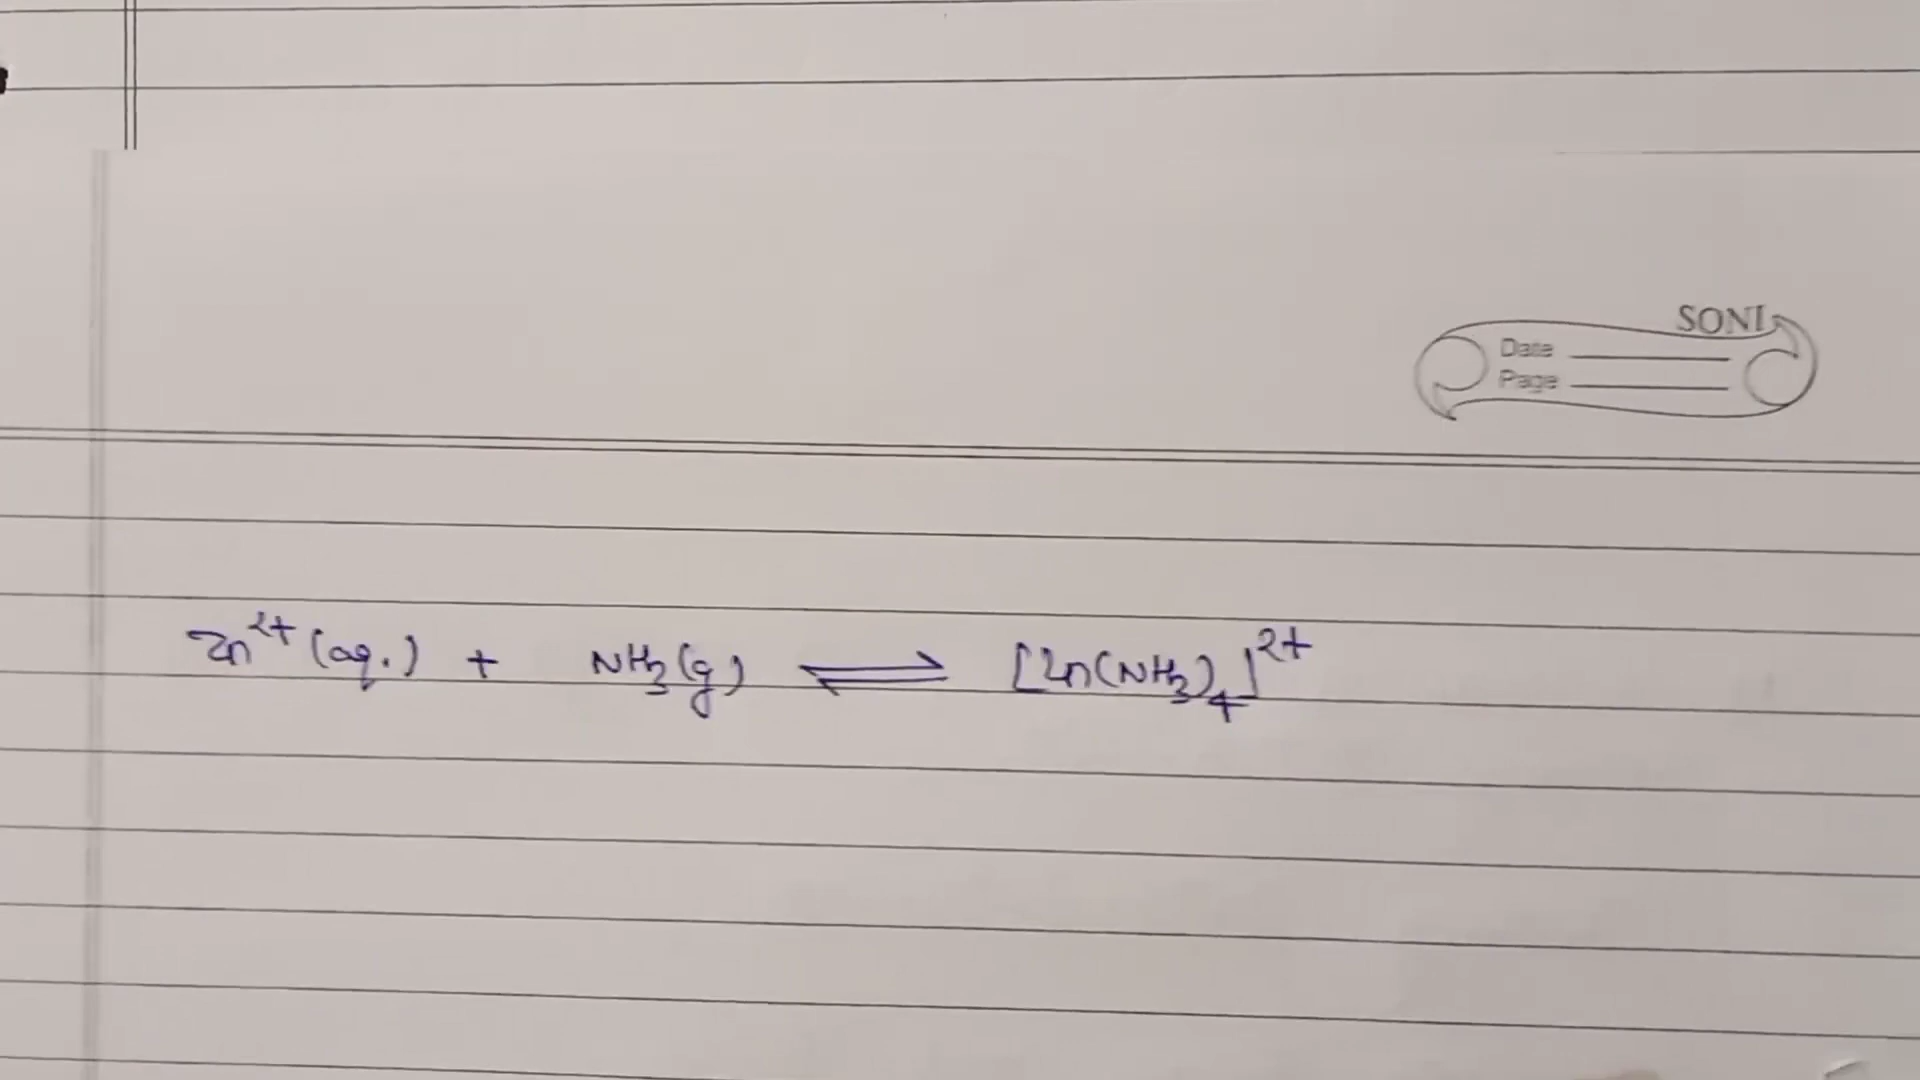 SONI
Date
Page
Zn²⁺ (aq.) + NH₃(g) ⇌ [Zn(NH₃)₄]²⁺